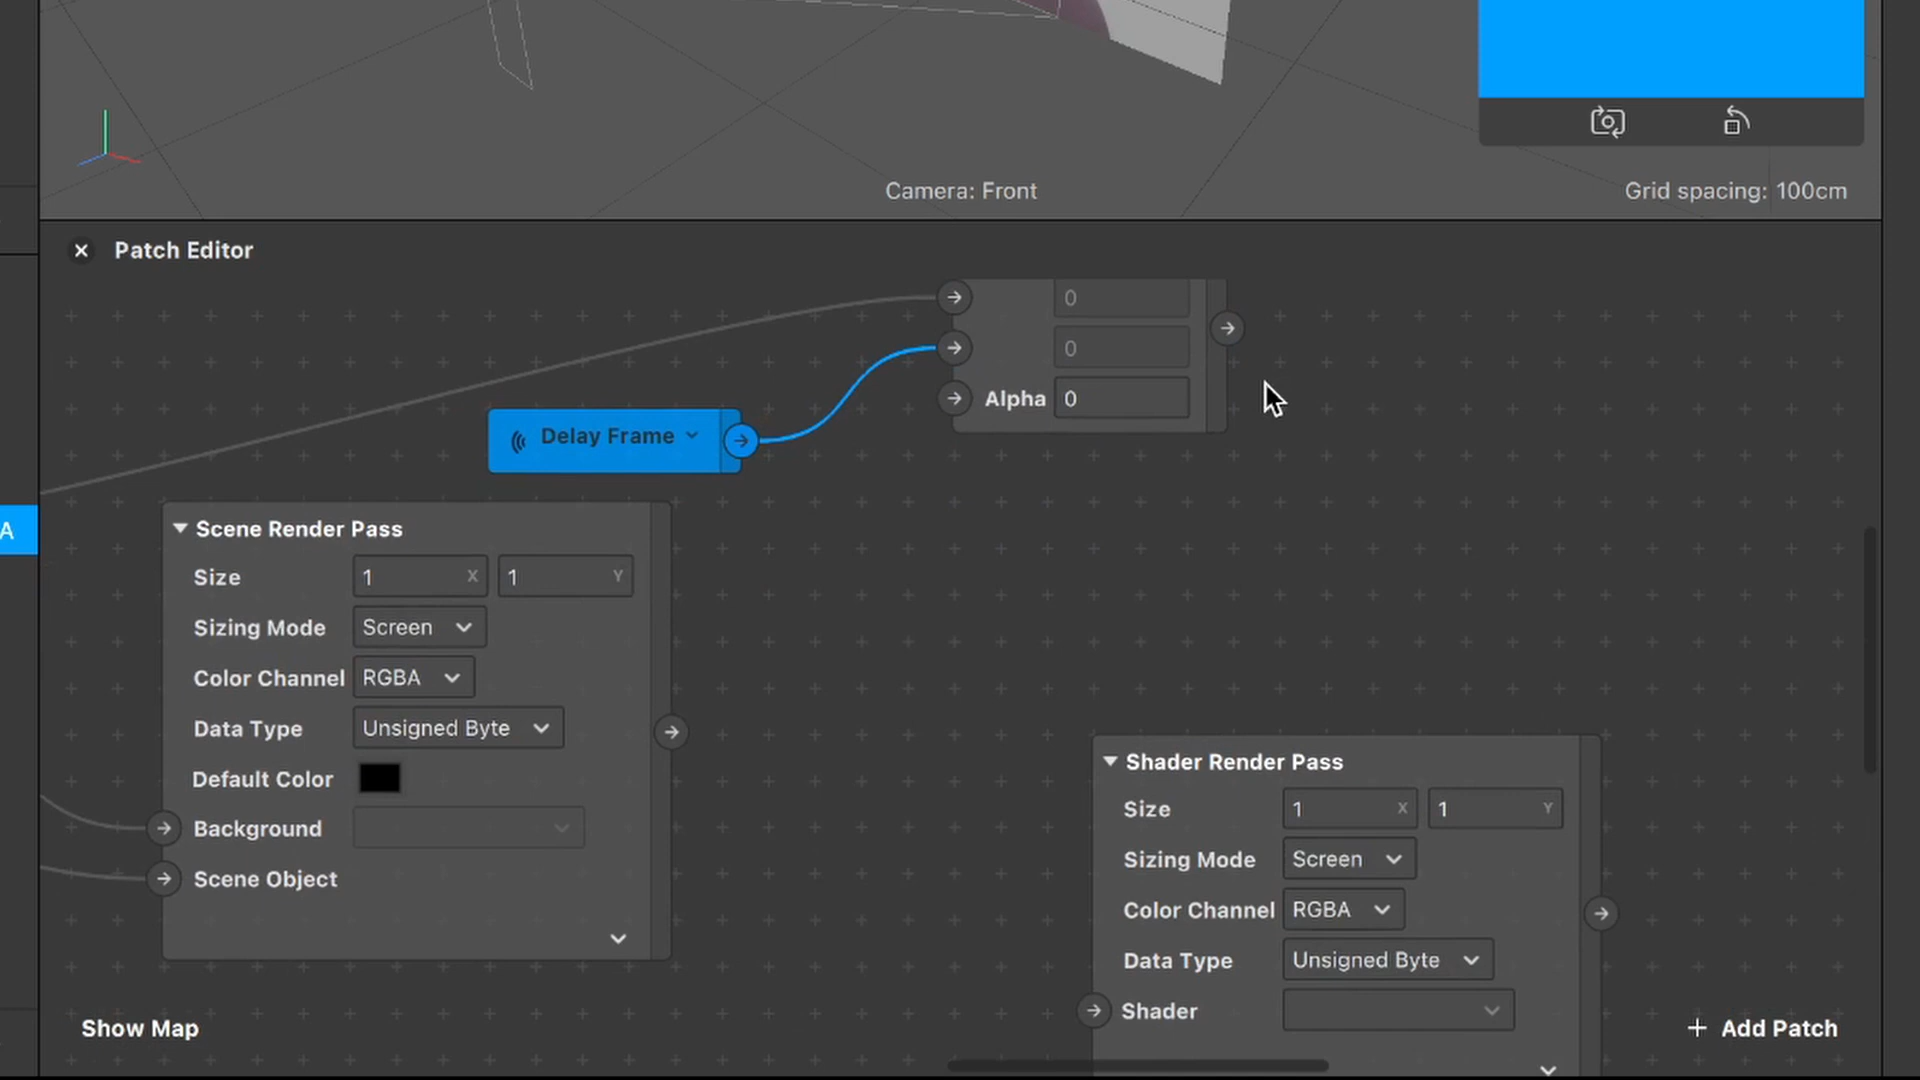 Camera: Front
Grid spacing: 100cm
Patch Editor
0
0
Alpha 0
Delay Frame
A
Scene Render Pass
Size 1 X 1 Y
Sizing Mode Screen
Color Channel RGBA
Data Type Unsigned Byte
Default Color
Background
Scene Object
Shader Render Pass
Size 1 X 1 Y
Sizing Mode Screen
Color Channel RGBA
Data Type Unsigned Byte
Shader
Show Map
+ Add Patch